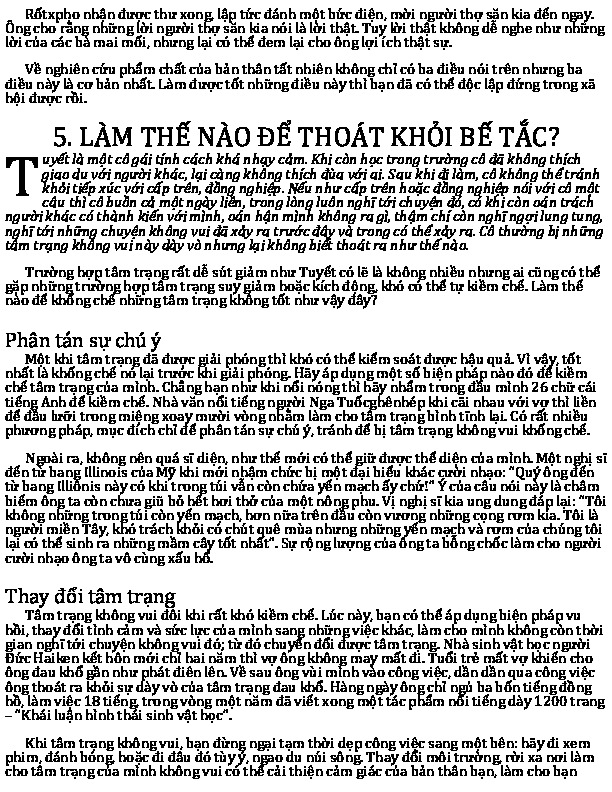 Rốtxphọ nhận được thư xong, lập tức đánh một bức điện, mời người thợ săn kia đến ngay.
Ông cho rằng những lời người thợ săn kia nói là lời thật. Tuy lời thật không dễ nghe như những
lời của các bà mai mối, nhưng lại có thể đem lại cho ông lợi ích thật sự.
Về nghiên cứu phẩm chất của bản thân tất nhiên không chỉ có ba điều nói trên nhưng ba
điều này là cơ bản nhất. Làm được tốt những điều này thì bạn đã có thể độc lập đứng trong xã
hội được rồi.
5. LÀM THẾ NÀO ĐỂ THOÁT KHỎI BẾ TẮC?
Tuyết là một cô gái tính cách khá nhạy cảm. Khi còn học trong trường cô đã không thích
giao du với người khác, lại càng không thích đùa với ai. Sau khi đi làm, cô không thể tránh
khỏi tiếp xúc với cấp trên, đồng nghiệp. Nếu như cấp trên hoặc đồng nghiệp nói với cô một
câu thì cô buồn cả một ngày liền, trong lòng luôn nghĩ tới chuyện đó, có khi còn oán trách
người khác có thành kiến với mình, oán hận mình không ra gì, thậm chí còn nghĩ ngợi lung tung,
nghĩ tới những chuyện không vui đã xảy ra trước đây và trong có thể xảy ra. Cô thường bị những
tâm trạng không vui này dày vò nhưng lại không biết thoát ra như thế nào.
Trường hợp tâm trạng rất dễ sút giảm như Tuyết có lẽ là không nhiều nhưng ai cũng có thể
gặp những trường hợp tâm trạng suy giảm hoặc kích động, khó có thể tự kiềm chế. Làm thế
nào để khống chế những tâm trạng không tốt như vậy đây?
Phân tán sự chú ý
Một khi tâm trạng đã được giải phóng thì khó có thể kiểm soát được hậu quả. Vì vậy, tốt
nhất là khống chế nó lại trước khi giải phóng. Hãy áp dụng một số biện pháp nào đó để kiềm
chế tâm trạng của mình. Chẳng hạn như khi nổi nóng thì hãy nhẩm trong đầu mình 26 chữ cái
tiếng Anh để kiềm chế. Nhà văn nổi tiếng người Nga Tuốcghênhép khi cãi nhau với vợ thì liền
để đầu lưỡi trong miệng xoay mười vòng nhằm làm cho tâm trạng bình tĩnh lại. Có rất nhiều
phương pháp, mục đích chỉ để phân tán sự chú ý, tránh để bị tâm trạng không vui khống chế.
Ngoài ra, không nên quá sĩ diện, như thế mới có thể giữ được thể diện của mình. Một nghị sĩ
đến từ bang Illinois của Mỹ khi mới nhậm chức bị một đại biểu khác cười nhạo: “Quý ông đến
từ bang Illiônis này có khi trong túi vẫn còn chứa yến mạch ấy chứ!” Ý của câu nói này là châm
biếm ông ta còn chưa giũ bỏ hết hơi thở của một nông phu. Vị nghị sĩ kia ung dung đáp lại: “Tôi
không những trong túi còn yến mạch, hơn nữa trên đầu còn vương những cọng rơm kia. Tôi là
người miền Tây, khó trách khỏi có chút quê mùa nhưng những yến mạch và rơm của chúng tôi
lại có thể sinh ra những mầm cây tốt nhất”. Sự rộng lượng của ông ta bỗng chốc làm cho người
cười nhạo ông ta vô cùng xấu hổ.
Thay đổi tâm trạng
Tâm trạng không vui đôi khi rất khó kiềm chế. Lúc này, bạn có thể áp dụng biện pháp vu
hồi, thay đổi tình cảm và sức lực của mình sang những việc khác, làm cho mình không còn thời
gian nghĩ tới chuyện không vui đó; từ đó chuyển đổi được tâm trạng. Nhà sinh vật học người
Đức Haiken kết hôn mới chỉ hai năm thì vợ ông không may mất đi. Tuổi trẻ mất vợ khiến cho
ông đau khổ gần như phát điên lên. Về sau ông vùi mình vào công việc, dần dần qua công việc
ông thoát ra khỏi sự dày vò của tâm trạng đau khổ. Hàng ngày ông chỉ ngủ ba bốn tiếng đồng
hồ, làm việc 18 tiếng, trong vòng một năm đã viết xong một tác phẩm nổi tiếng dày 1200 trang
– “Khái luận hình thái sinh vật học”.
Khi tâm trạng không vui, bạn đừng ngại tạm thời dẹp công việc sang một bên: hãy đi xem
phim, đánh bóng, hoặc đi đâu đó tùy ý, ngao du núi sông. Thay đổi môi trường, rời xa nơi làm
cho tâm trạng của mình không vui có thể cải thiện cảm giác của bản thân bạn, làm cho bạn